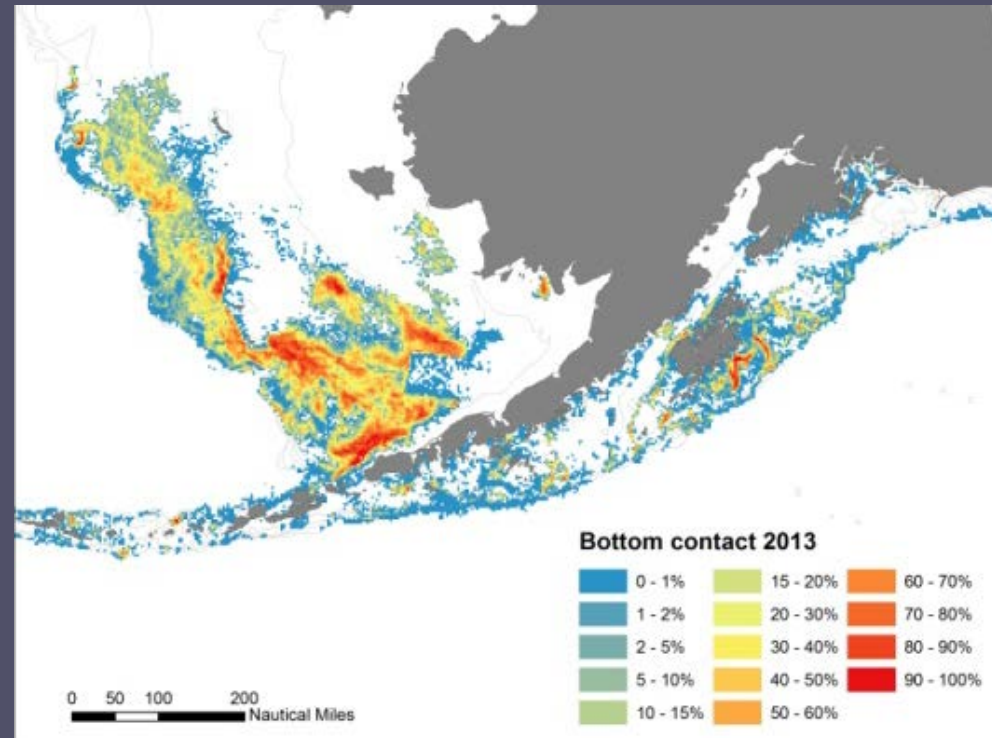 Bottom contact 2013
0 - 1%
1 - 2%
2 - 5%
5 - 10%
10 - 15%
15 - 20%
20 - 30%
30 - 40%
40 - 50%
50 - 60%
60 - 70%
70 - 80%
80 - 90%
90 - 100%
0 50 100 200
Nautical Miles